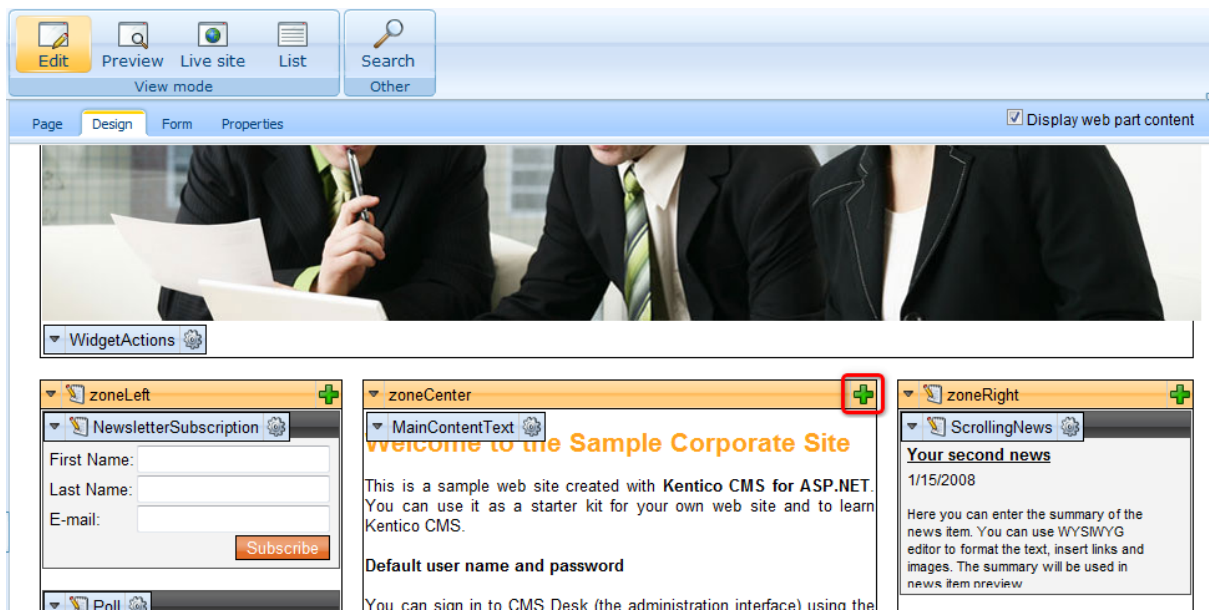 Edit Preview Live site List Search
View mode Other
Page Design Form Properties Display web part content
WidgetActions
zoneLeft
NewsletterSubscription
First Name:
Last Name:
E-mail:
Subscribe
Poll
zoneCenter
MainContentText
Welcome to the Sample Corporate Site
This is a sample web site created with Kentico CMS for ASP.NET.
You can use it as a starter kit for your own web site and to learn
Kentico CMS.
Default user name and password
You can sign in to CMS Desk (the administration interface) using the
zoneRight
ScrollingNews
Your second news
1/15/2008
Here you can enter the summary of the
news item. You can use WYSIWYG
editor to format the text, insert links and
images. The summary will be used in
news item preview